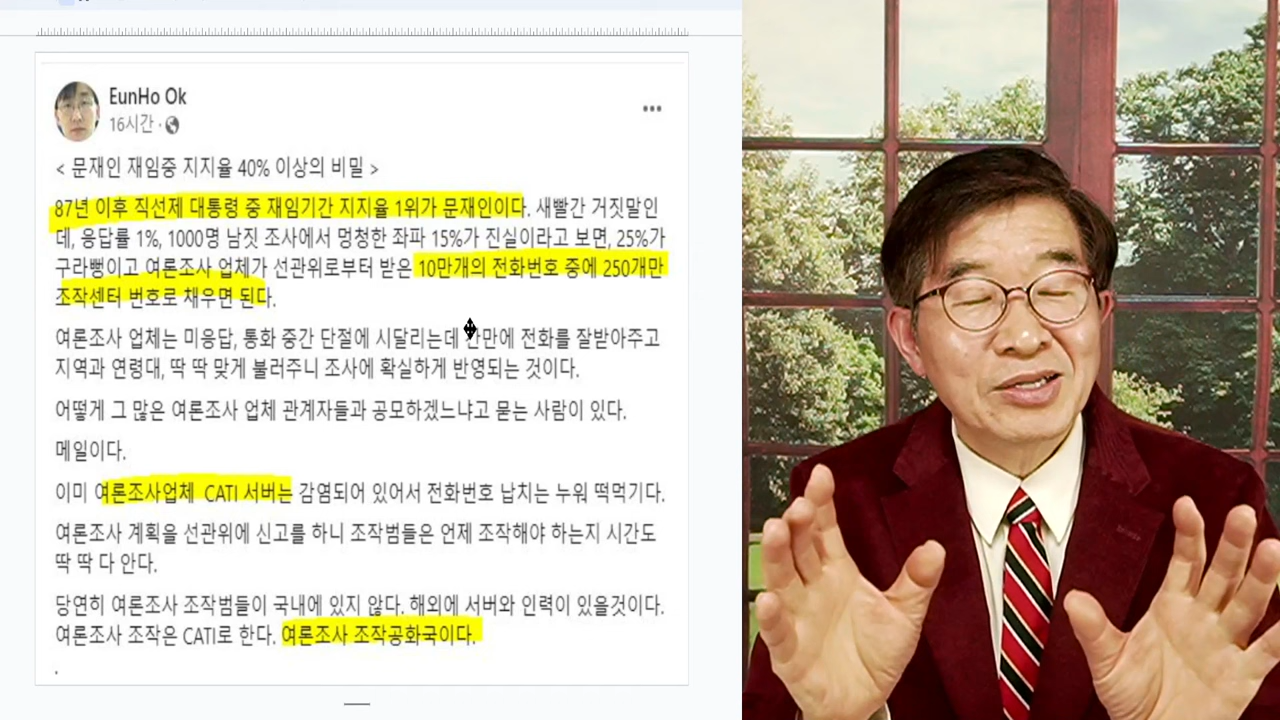 EunHo Ok
16시간 ·
< 문재인 재임중 지지율 40% 이상의 비밀 >
87년 이후 직선제 대통령 중 재임기간 지지율 1위가 문재인이다. 새빨간 거짓말인
데, 응답률 1%, 1000명 남짓 조사에서 멍청한 좌파 15%가 진실이라고 보면, 25%가
구라뻥이고 여론조사 업체가 선관위로부터 받은 10만개의 전화번호 중에 250개만
조작센터 번호로 채우면 된다.
여론조사 업체는 미응답, 통화 중간 단절에 시달리는데 간만에 전화를 잘받아주고
지역과 연령대, 딱 딱 맞게 불러주니 조사에 확실하게 반영되는 것이다.
어떻게 그 많은 여론조사 업체 관계자들과 공모하겠느냐고 묻는 사람이 있다.
메일이다.
이미 여론조사업체 CATI 서버는 감염되어 있어서 전화번호 납치는 누워 떡먹기다.
여론조사 계획을 선관위에 신고를 하니 조작범들은 언제 조작해야 하는지 시간도
딱 딱 다 안다.
당연히 여론조사 조작범들이 국내에 있지 않다. 해외에 서버와 인력이 있을것이다.
여론조사 조작은 CATI로 한다. 여론조사 조작공화국이다.
.